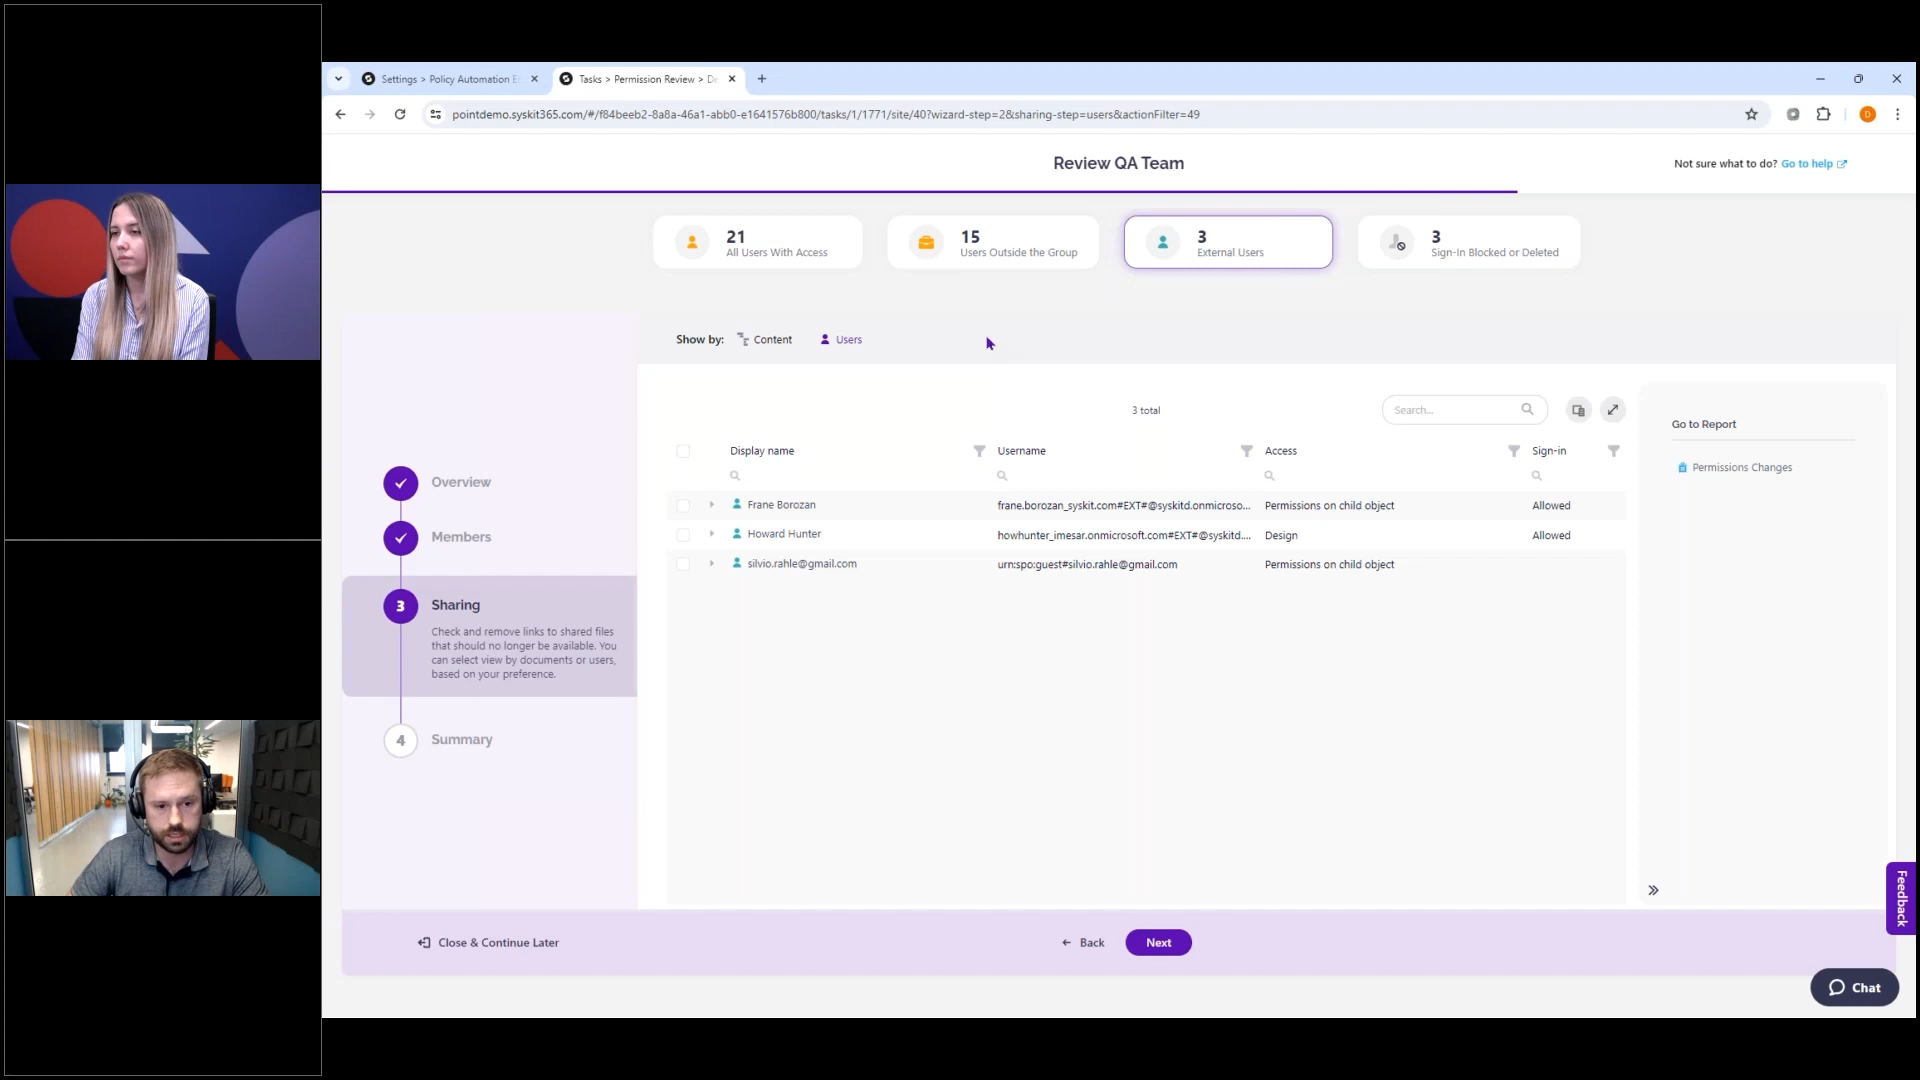 Settings > Policy Automation E
Tasks > Permission Review > De
pointdemo.syskit365.com/#/f84beeb2-8a8a-46a1-abb0-e1641576b800/tasks/1/1771/site/40?wizard-step=2&sharing-step=users&actionFilter=49
D
Review QA Team
Not sure what to do? Go to help
21
All Users With Access
15
Users Outside the Group
3
External Users
3
Sign-In Blocked or Deleted
Show by:
Content
Users
3 total
Search...
Go to Report
Permissions Changes
Display name
Username
Access
Sign-in
Frane Borozan
frane.borozan_syskit.com#EXT#@syskitd.onmicroso...
Permissions on child object
Allowed
Howard Hunter
howhunter_imesar.onmicrosoft.com#EXT#@syskitd....
Design
Allowed
silvio.rahle@gmail.com
urn:spo:guest#silvio.rahle@gmail.com
Permissions on child object
Overview
Members
3
Sharing
Check and remove links to shared files
that should no longer be available. You
can select view by documents or users,
based on your preference.
4
Summary
Close & Continue Later
Back
Next
Feedback
Chat